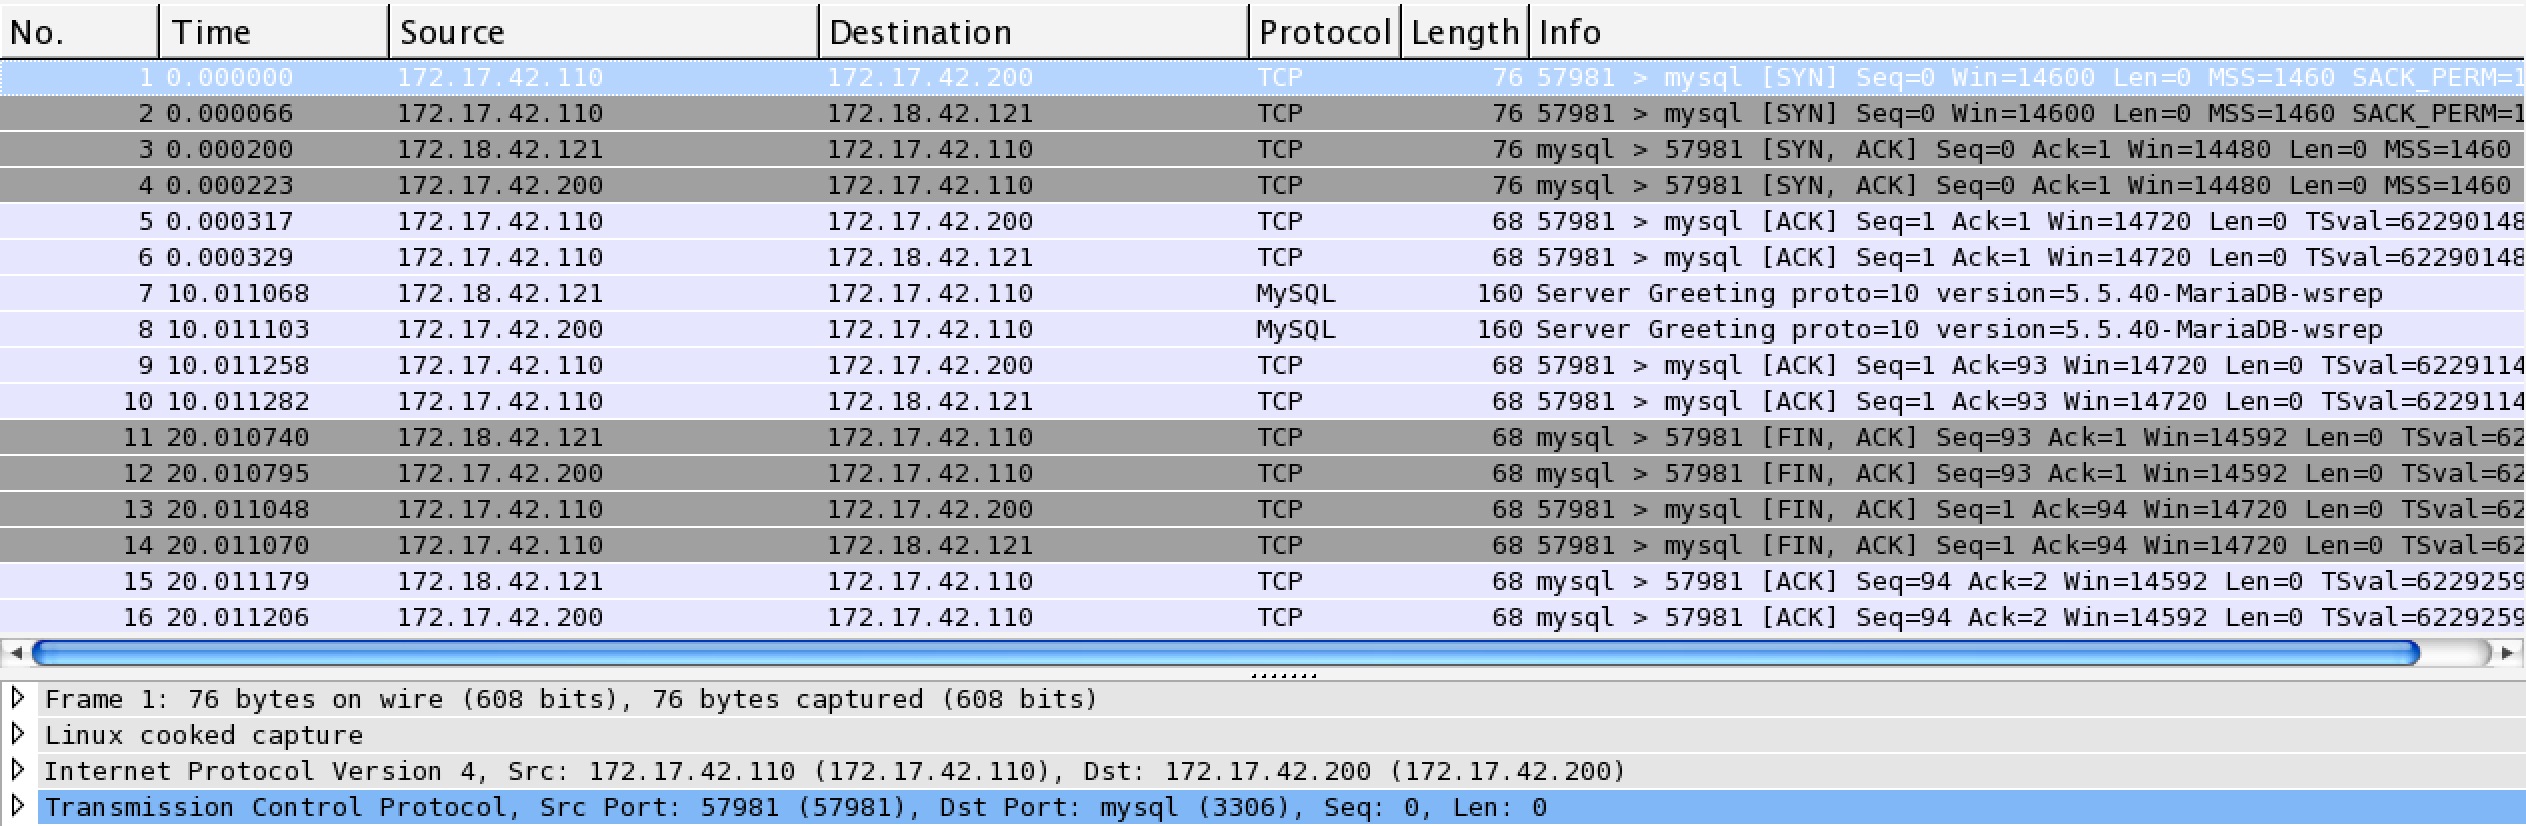 No. Time Source Destination Protocol Length Info
1 0.000000 172.17.42.110 172.17.42.200 TCP 76 57981 > mysql [SYN] Seq=0 Win=14600 Len=0 MSS=1460 SACK_PERM=1
2 0.000066 172.17.42.110 172.18.42.121 TCP 76 57981 > mysql [SYN] Seq=0 Win=14600 Len=0 MSS=1460 SACK_PERM=1
3 0.000200 172.18.42.121 172.17.42.110 TCP 76 mysql > 57981 [SYN, ACK] Seq=0 Ack=1 Win=14480 Len=0 MSS=1460
4 0.000223 172.17.42.200 172.17.42.110 TCP 76 mysql > 57981 [SYN, ACK] Seq=0 Ack=1 Win=14480 Len=0 MSS=1460
5 0.000317 172.17.42.110 172.17.42.200 TCP 68 57981 > mysql [ACK] Seq=1 Ack=1 Win=14720 Len=0 TSval=62290148
6 0.000329 172.17.42.110 172.18.42.121 TCP 68 57981 > mysql [ACK] Seq=1 Ack=1 Win=14720 Len=0 TSval=62290148
7 10.011068 172.18.42.121 172.17.42.110 MySQL 160 Server Greeting proto=10 version=5.5.40-MariaDB-wsrep
8 10.011103 172.17.42.200 172.17.42.110 MySQL 160 Server Greeting proto=10 version=5.5.40-MariaDB-wsrep
9 10.011258 172.17.42.110 172.17.42.200 TCP 68 57981 > mysql [ACK] Seq=1 Ack=93 Win=14720 Len=0 TSval=6229114
10 10.011282 172.17.42.110 172.18.42.121 TCP 68 57981 > mysql [ACK] Seq=1 Ack=93 Win=14720 Len=0 TSval=6229114
11 20.010740 172.18.42.121 172.17.42.110 TCP 68 mysql > 57981 [FIN, ACK] Seq=93 Ack=1 Win=14592 Len=0 TSval=62
12 20.010795 172.17.42.200 172.17.42.110 TCP 68 mysql > 57981 [FIN, ACK] Seq=93 Ack=1 Win=14592 Len=0 TSval=62
13 20.011048 172.17.42.110 172.17.42.200 TCP 68 57981 > mysql [FIN, ACK] Seq=1 Ack=94 Win=14720 Len=0 TSval=62
14 20.011070 172.17.42.110 172.18.42.121 TCP 68 57981 > mysql [FIN, ACK] Seq=1 Ack=94 Win=14720 Len=0 TSval=62
15 20.011179 172.18.42.121 172.17.42.110 TCP 68 mysql > 57981 [ACK] Seq=94 Ack=2 Win=14592 Len=0 TSval=6229259
16 20.011206 172.17.42.200 172.17.42.110 TCP 68 mysql > 57981 [ACK] Seq=94 Ack=2 Win=14592 Len=0 TSval=6229259
Frame 1: 76 bytes on wire (608 bits), 76 bytes captured (608 bits)
Linux cooked capture
Internet Protocol Version 4, Src: 172.17.42.110 (172.17.42.110), Dst: 172.17.42.200 (172.17.42.200)
Transmission Control Protocol, Src Port: 57981 (57981), Dst Port: mysql (3306), Seq: 0, Len: 0